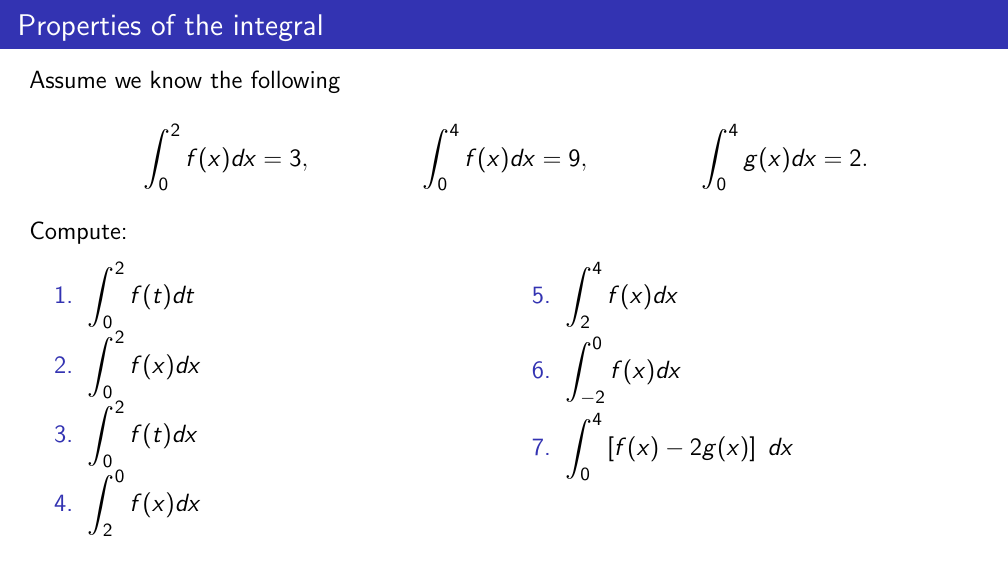 Properties of the integral
Assume we know the following
∫₀² f(x)dx = 3, ∫₀⁴ f(x)dx = 9, ∫₀⁴ g(x)dx = 2.
Compute:
1. ∫₀² f(t)dt
2. ∫₀² f(x)dx
3. ∫₀² f(t)dx
4. ∫₂⁰ f(x)dx
5. ∫₂⁴ f(x)dx
6. ∫₋₂⁰ f(x)dx
7. ∫₀⁴ [f(x) − 2g(x)] dx